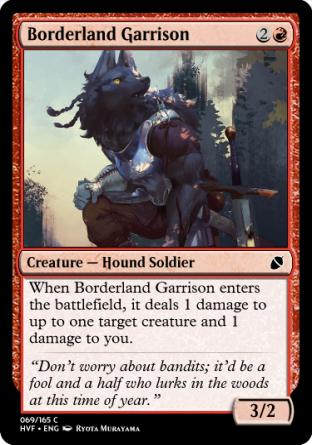 Borderland Garrison 2
Creature — Hound Soldier
When Borderland Garrison enters
the battlefield, it deals 1 damage to
up to one target creature and 1
damage to you.
“Don’t worry about bandits; it’d be a
fool and a half who lurks in the woods
at this time of year.”
3/2
069/165 C
HVF • ENG Ryota Murayama